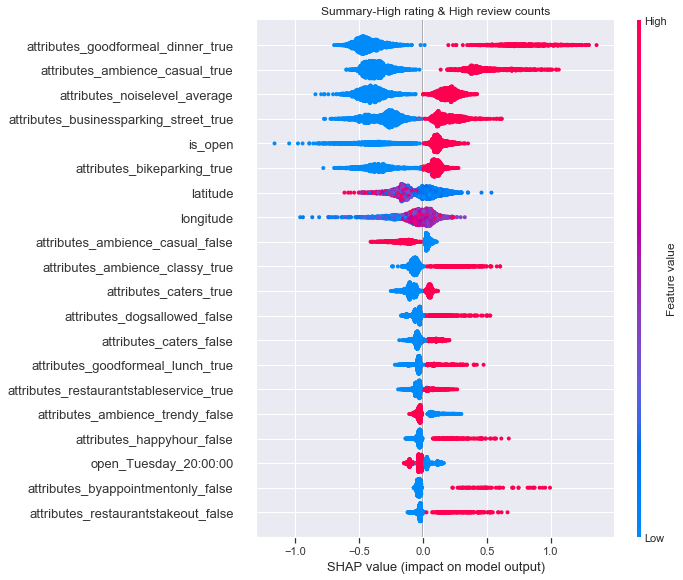 Summary-High rating & High review counts
High
attributes_goodformeal_dinner_true
attributes_ambience_casual_true
attributes_noiselevel_average
attributes_businessparking_street_true
is_open
attributes_bikeparking_true
latitude
longitude
attributes_ambience_casual_false
attributes_ambience_classy_true
attributes_caters_true
attributes_dogsallowed_false
attributes_caters_false
attributes_goodformeal_lunch_true
attributes_restaurantstableservice_true
attributes_ambience_trendy_false
attributes_happyhour_false
open_Tuesday_20:00:00
attributes_byappointmentonly_false
attributes_restaurantstakeout_false
Feature value
Low
−1.0 −0.5 0.0 0.5 1.0
SHAP value (impact on model output)